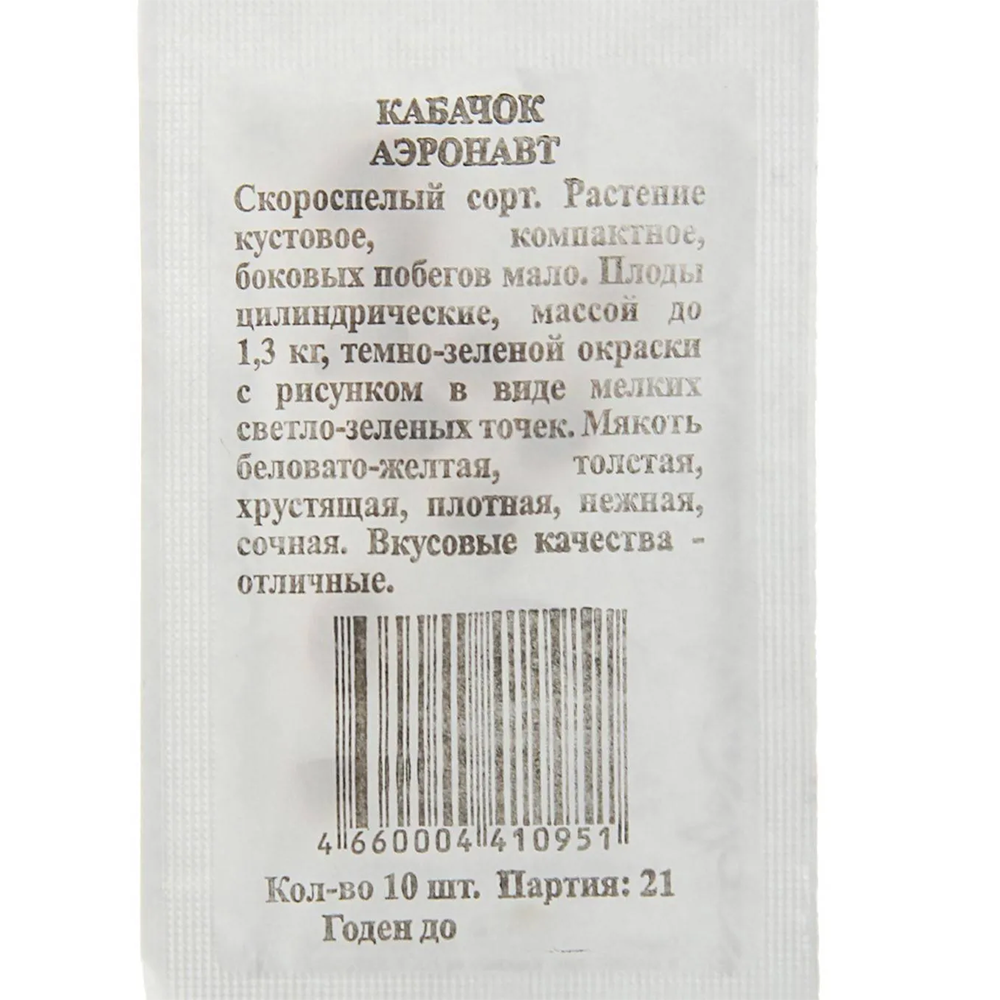 КАБАЧОК
АЭРОНАВТ
Скороспелый сорт. Растение
кустовое, компактное,
боковых побегов мало. Плоды
цилиндрические, массой до
1,3 кг, темно-зеленой окраски
с рисунком в виде мелких
светло-зеленых точек. Мякоть
беловато-желтая, толстая,
хрустящая, плотная, нежная,
сочная. Вкусовые качества -
отличные.
4 660004 410951
Кол-во 10 шт. Партия: 21
Годен до